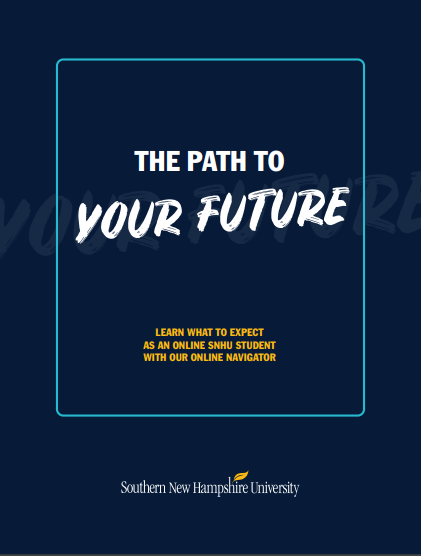 THE PATH TO
YOUR FUTURE
LEARN WHAT TO EXPECT
AS AN ONLINE SNHU STUDENT
WITH OUR ONLINE NAVIGATOR
Southern New Hampshire University